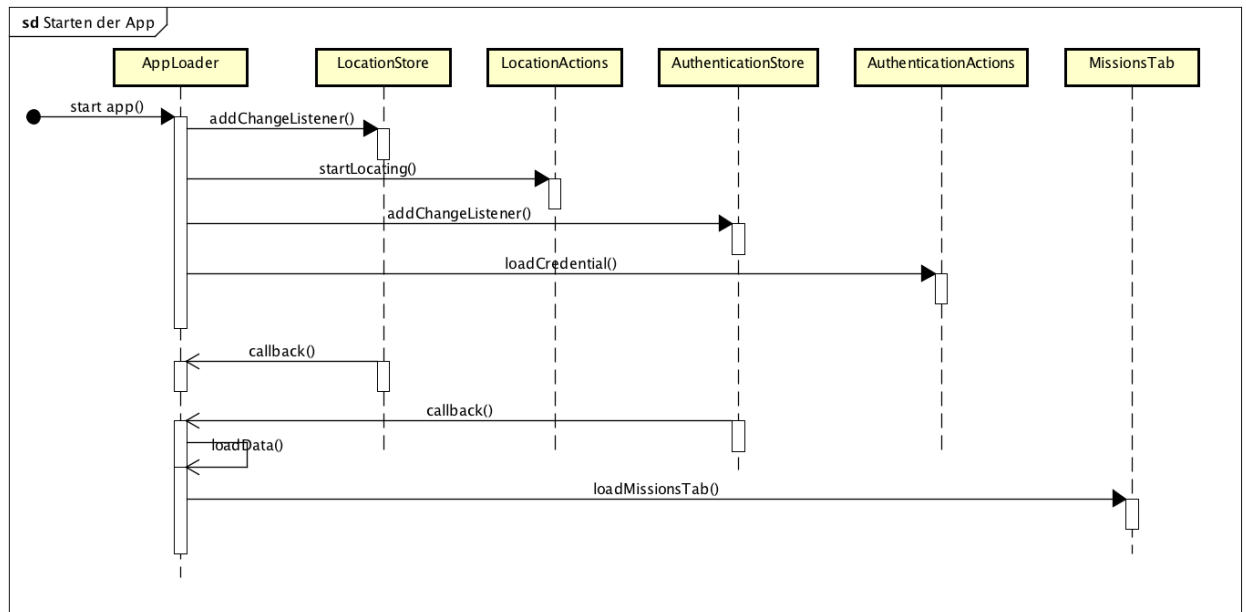 sd Starten der App
AppLoader
LocationStore
LocationActions
AuthenticationStore
AuthenticationActions
MissionsTab
start app()
addChangeListener()
startLocating()
addChangeListener()
loadCredential()
callback()
callback()
loadData()
loadMissionsTab()